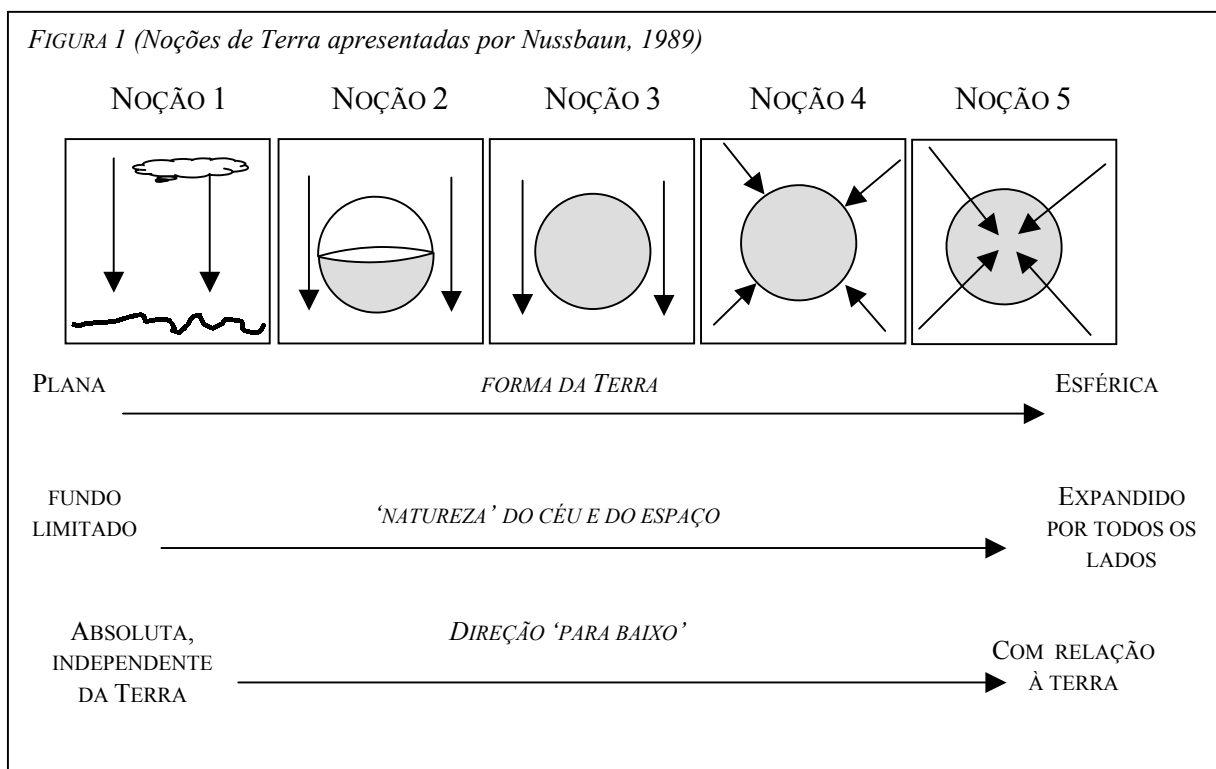 FIGURA 1 (Noções de Terra apresentadas por Nussbaun, 1989)
NOÇÃO 1 NOÇÃO 2 NOÇÃO 3 NOÇÃO 4 NOÇÃO 5
PLANA FORMA DA TERRA ESFÉRICA
FUNDO
LIMITADO
'NATUREZA' DO CÉU E DO ESPAÇO
EXPANDIDO
POR TODOS OS
LADOS
ABSOLUTA,
INDEPENDENTE
DA TERRA
DIREÇÃO 'PARA BAIXO'
COM RELAÇÃO
À TERRA